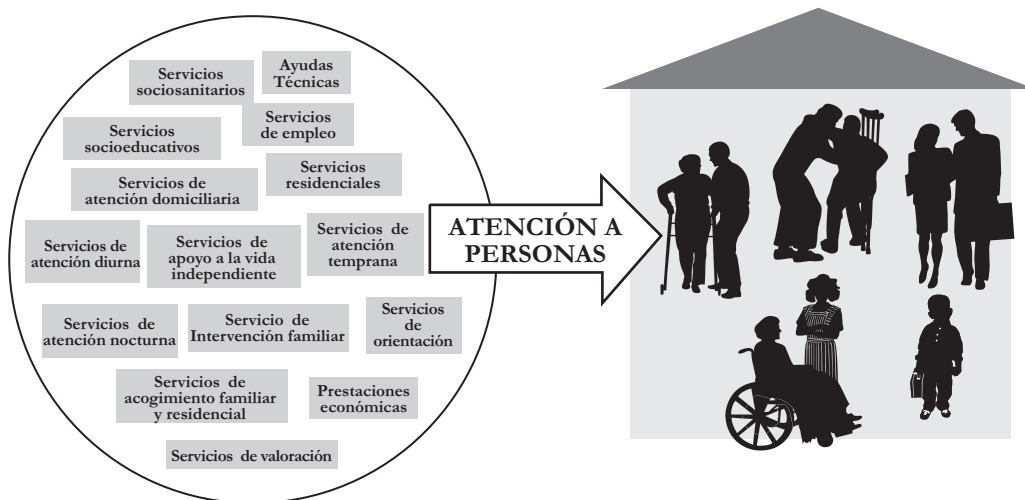 Servicios
sociosanitarios
Ayudas
Técnicas
Servicios
socioeducativos
Servicios
de empleo
Servicios de
atención domiciliaria
Servicios
residenciales
Servicios de
atención diurna
Servicios de
apoyo a la vida
independiente
Servicios de
atención
temprana
ATENCIÓN A
PERSONAS
Servicios de
atención nocturna
Servicio de
Intervención familiar
Servicios
de
orientación
Servicios de
acogimiento familiar
y residencial
Prestaciones
económicas
Servicios de valoración